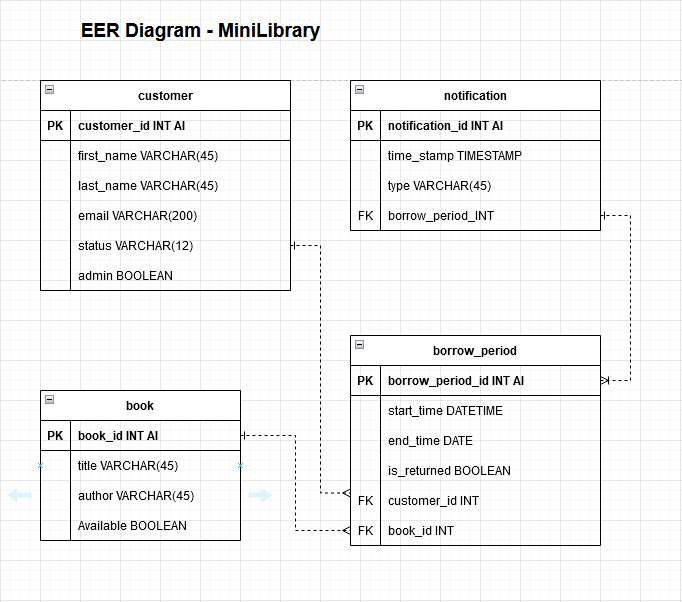 EER Diagram - MiniLibrary
customer
PK customer_id INT AI
first_name VARCHAR(45)
last_name VARCHAR(45)
email VARCHAR(200)
status VARCHAR(12)
admin BOOLEAN
notification
PK notification_id INT AI
time_stamp TIMESTAMP
type VARCHAR(45)
FK borrow_period_INT
borrow_period
PK borrow_period_id INT AI
start_time DATETIME
end_time DATE
is_returned BOOLEAN
FK customer_id INT
FK book_id INT
book
PK book_id INT AI
title VARCHAR(45)
author VARCHAR(45)
Available BOOLEAN